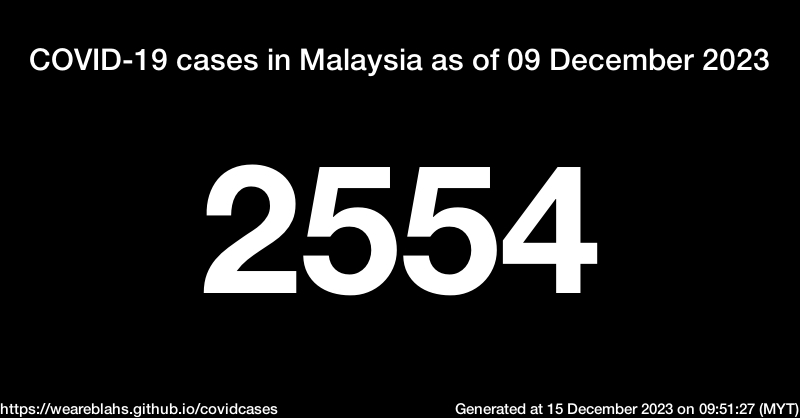 COVID-19 cases in Malaysia as of 09 December 2023
2554
https://weareblahs.github.io/covidcases
Generated at 15 December 2023 on 09:51:27 (MYT)